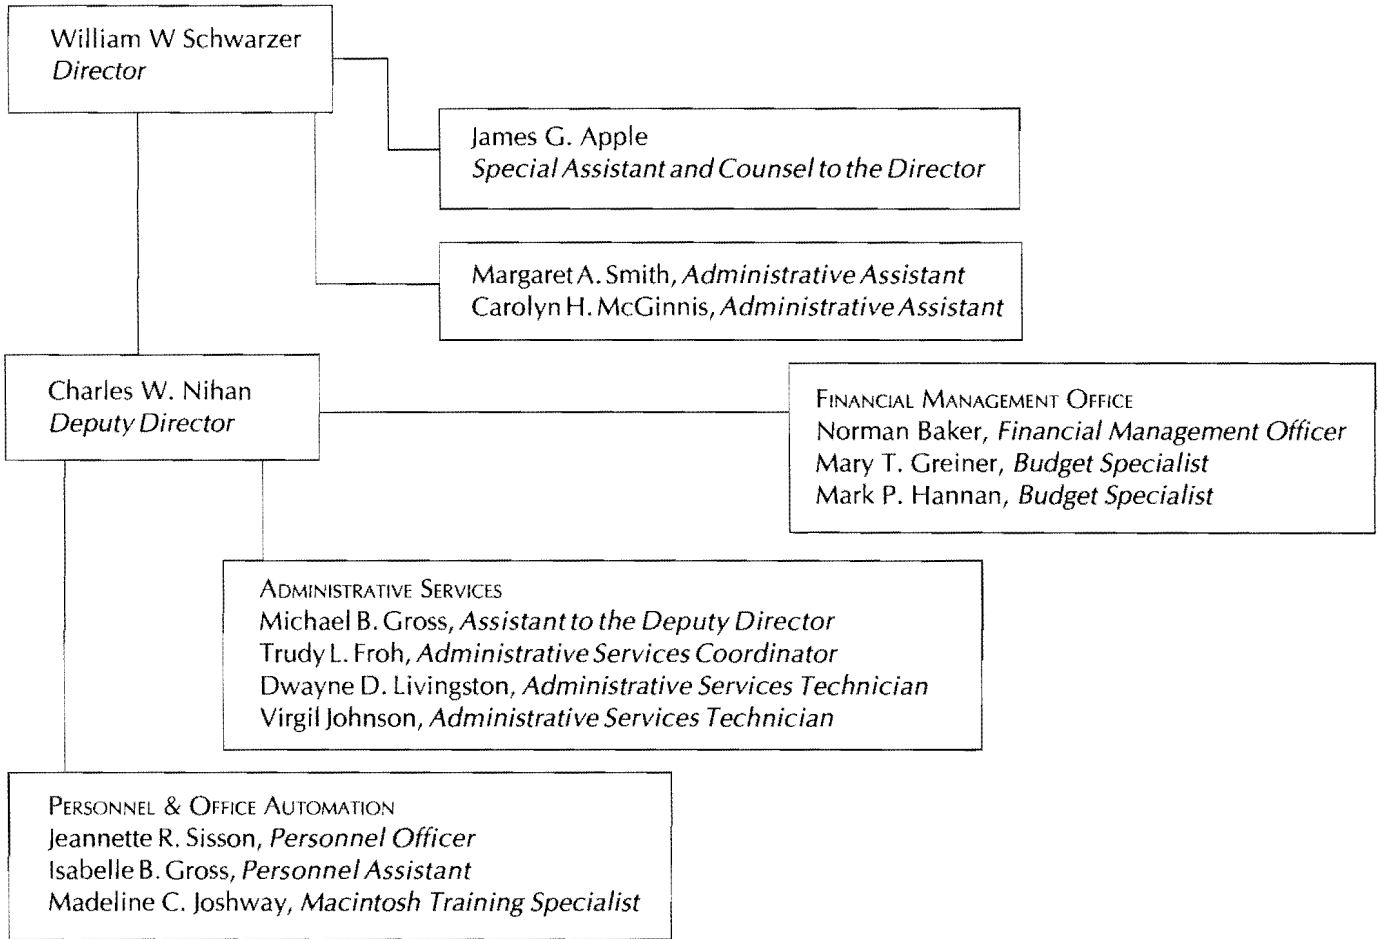 William W Schwarzer
Director
James G. Apple
Special Assistant and Counsel to the Director
Margaret A. Smith, Administrative Assistant
Carolyn H. McGinnis, Administrative Assistant
Charles W. Nihan
Deputy Director
FINANCIAL MANAGEMENT OFFICE
Norman Baker, Financial Management Officer
Mary T. Greiner, Budget Specialist
Mark P. Hannan, Budget Specialist
ADMINISTRATIVE SERVICES
Michael B. Gross, Assistant to the Deputy Director
Trudy L. Froh, Administrative Services Coordinator
Dwayne D. Livingston, Administrative Services Technician
Virgil Johnson, Administrative Services Technician
PERSONNEL & OFFICE AUTOMATION
Jeannette R. Sisson, Personnel Officer
Isabelle B. Gross, Personnel Assistant
Madeline C. Joshway, Macintosh Training Specialist